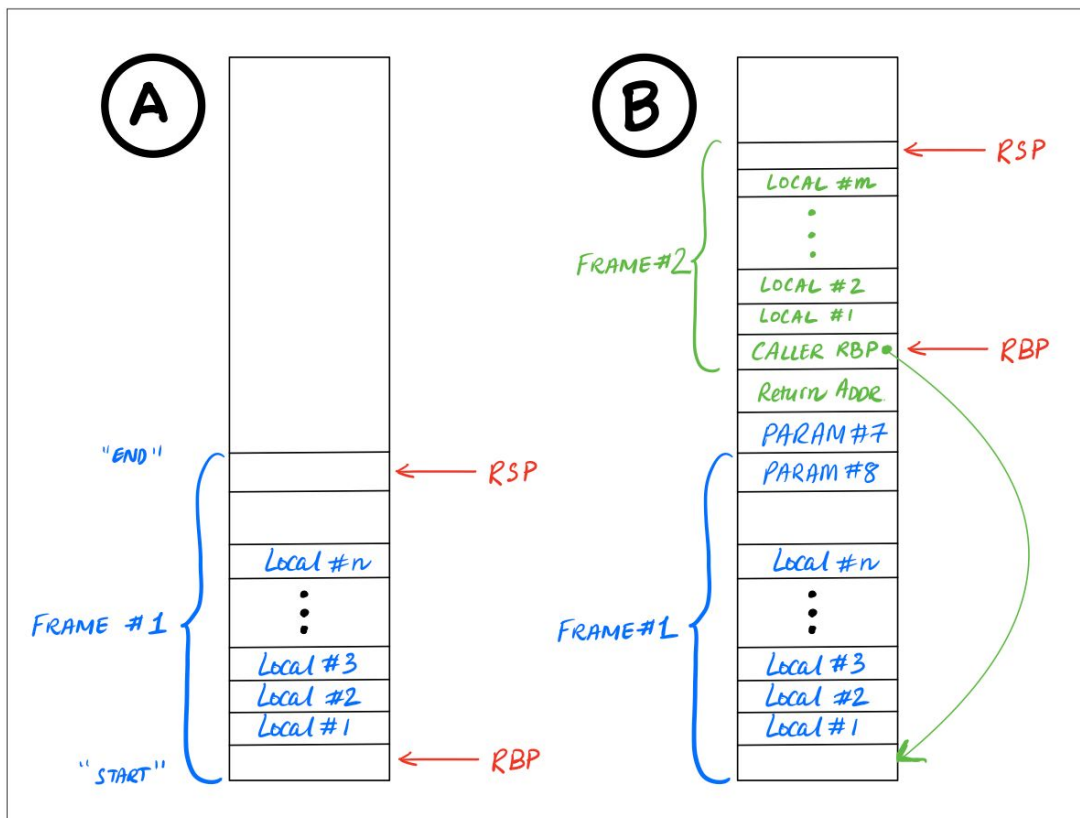 A
"END"
RSP
Local #n
FRAME #1
Local #3
Local #2
Local #1
"START"
RBP
B
RSP
LOCAL #m
FRAME #2
LOCAL #2
LOCAL #1
CALLER RBP
RBP
Return ADDR.
PARAM #7
PARAM #8
Local #n
FRAME #1
Local #3
Local #2
Local #1